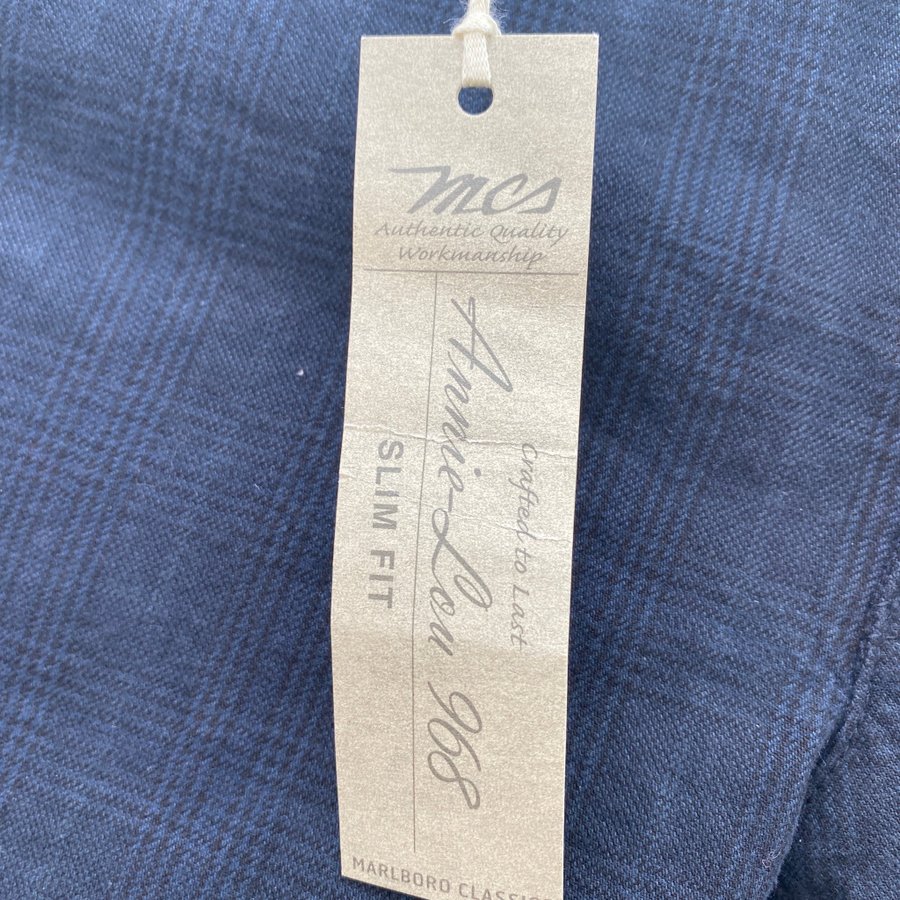 mcs
Authentic Quality
Workmanship
Crafted to Last
Annie-Lou 968
SLIM FIT
MARLBORO CLASSIC